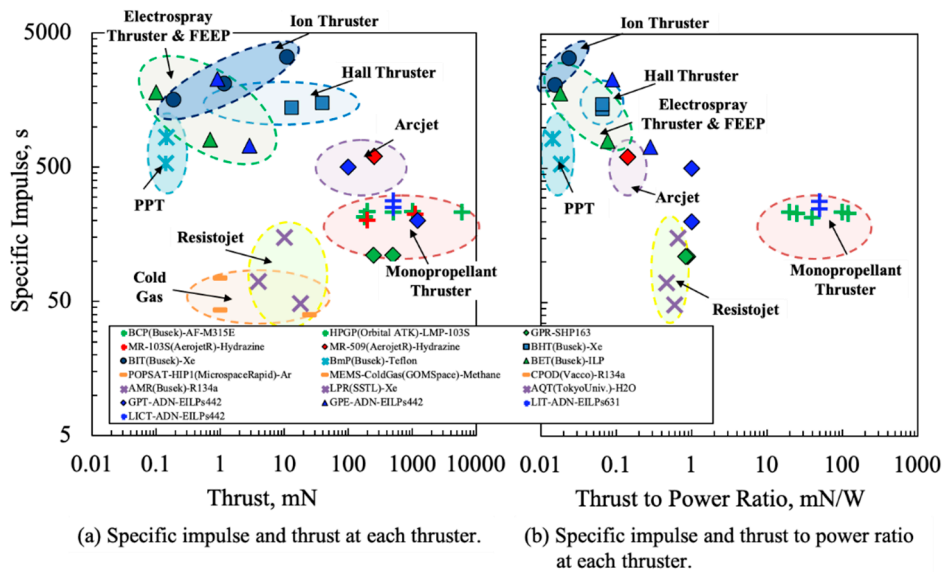 Electrospray
Thruster & FEEP
Ion Thruster
Hall Thruster
Arcjet
PPT
Resistojet
Cold
Gas
Monopropellant
Thruster
5000
500
50
5
Specific Impulse, s
0.01 0.1 1 10 100 1000 10000
Thrust, mN
(a) Specific impulse and thrust at each thruster.
BCP(Busek)-AF-M315E
HPGP(Orbital ATK)-LMP-103S
GPR-SHP163
MR-103S(AerojetR)-Hydrazine
MR-509(AerojetR)-Hydrazine
BHT(Busek)-Xe
BIT(Busek)-Xe
BmP(Busek)-Teflon
BET(Busek)-ILP
POPSAT-HIP1(MicrospaceRapid)-Ar
MEMS-ColdGas(GOMSpace)-Methane
CPOD(Vacco)-R134a
AMR(Busek)-R134a
LPR(SSTL)-Xe
AQT(TokyoUniv.)-H2O
GPT-ADN-EILPs442
GPE-ADN-EILPs442
LIT-ADN-EILPs631
LICT-ADN-EILPs442
Ion Thruster
Hall Thruster
Electrospray
Thruster & FEEP
PPT
Arcjet
Monopropellant
Thruster
Resistojet
0.01 0.1 1 10 100 1000
Thrust to Power Ratio, mN/W
(b) Specific impulse and thrust to power ratio
at each thruster.